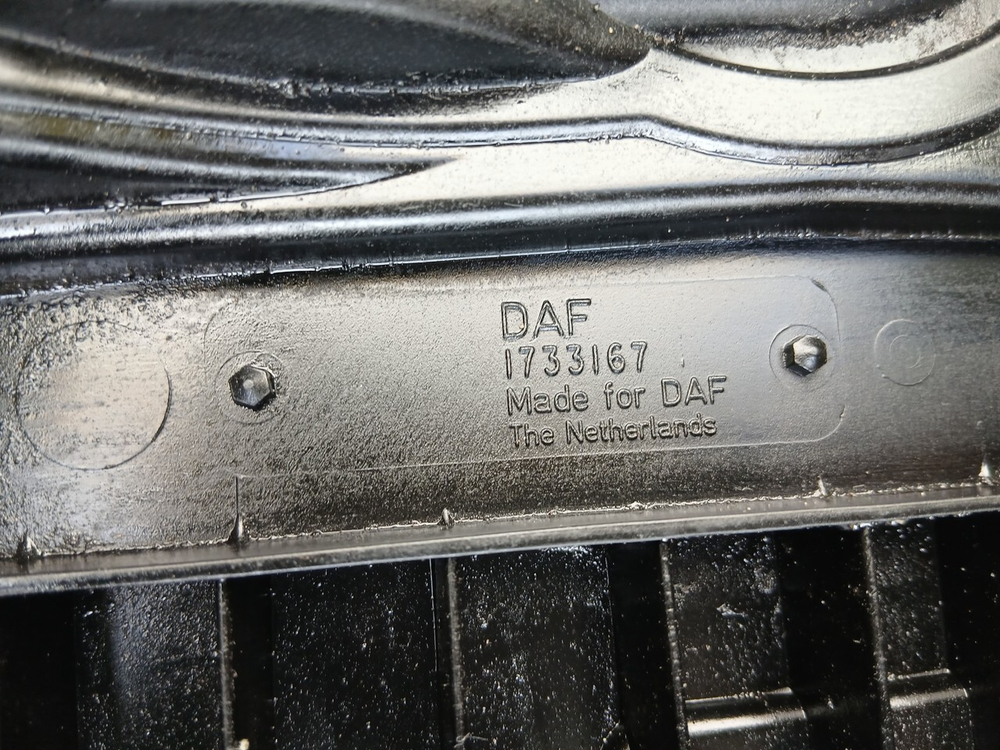 DAF
1733167
Made for DAF
The Netherlands